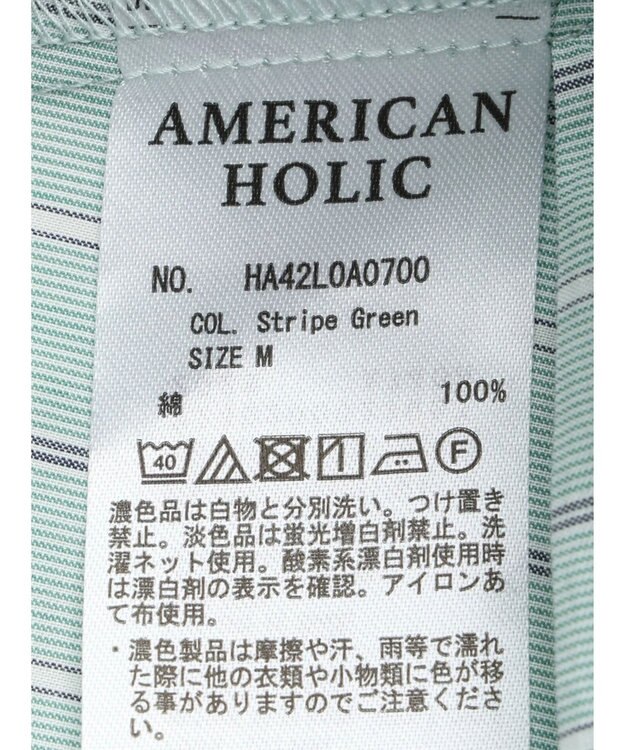 AMERICAN
HOLIC
NO. HA42L0A0700
COL. Stripe Green
SIZE M
綿 100%
40 F
濃色品は白物と分別洗い。つけ置き
禁止。淡色品は蛍光増白剤禁止。洗
濯ネット使用。酸素系漂白剤使用時
は漂白剤の表示を確認。アイロンあ
て布使用。
・濃色製品は摩擦や汗、雨等で濡れ
た際に他の衣類や小物類に色が移
る事がありますのでご注意くださ
い。